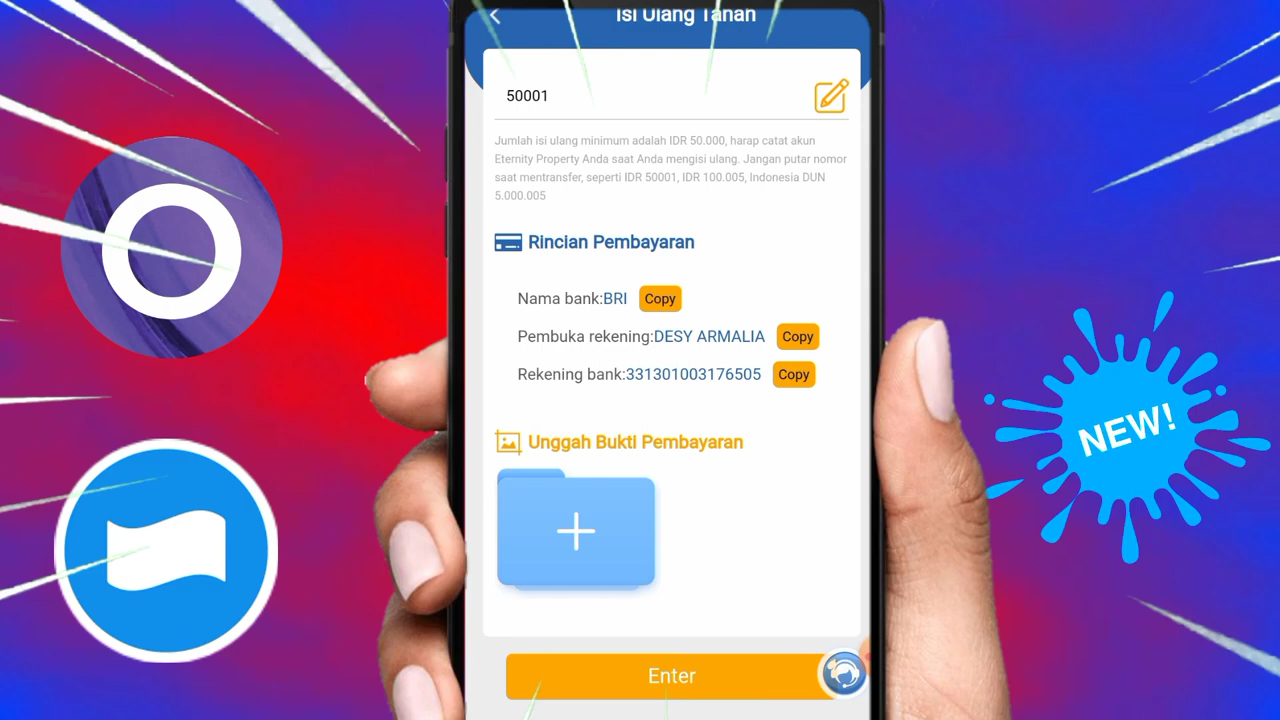 Isi Ulang Tanah
50001
Jumlah isi ulang minimum adalah IDR 50.000, harap catat akun
Eternity Property Anda saat Anda mengisi ulang. Jangan putar nomor
saat mentransfer, seperti IDR 50001, IDR 100.005, Indonesia DUN
5.000.005
Rincian Pembayaran
Nama bank:BRI Copy
Pembuka rekening:DESY ARMALIA Copy
Rekening bank:331301003176505 Copy
Unggah Bukti Pembayaran
Enter
NEW!